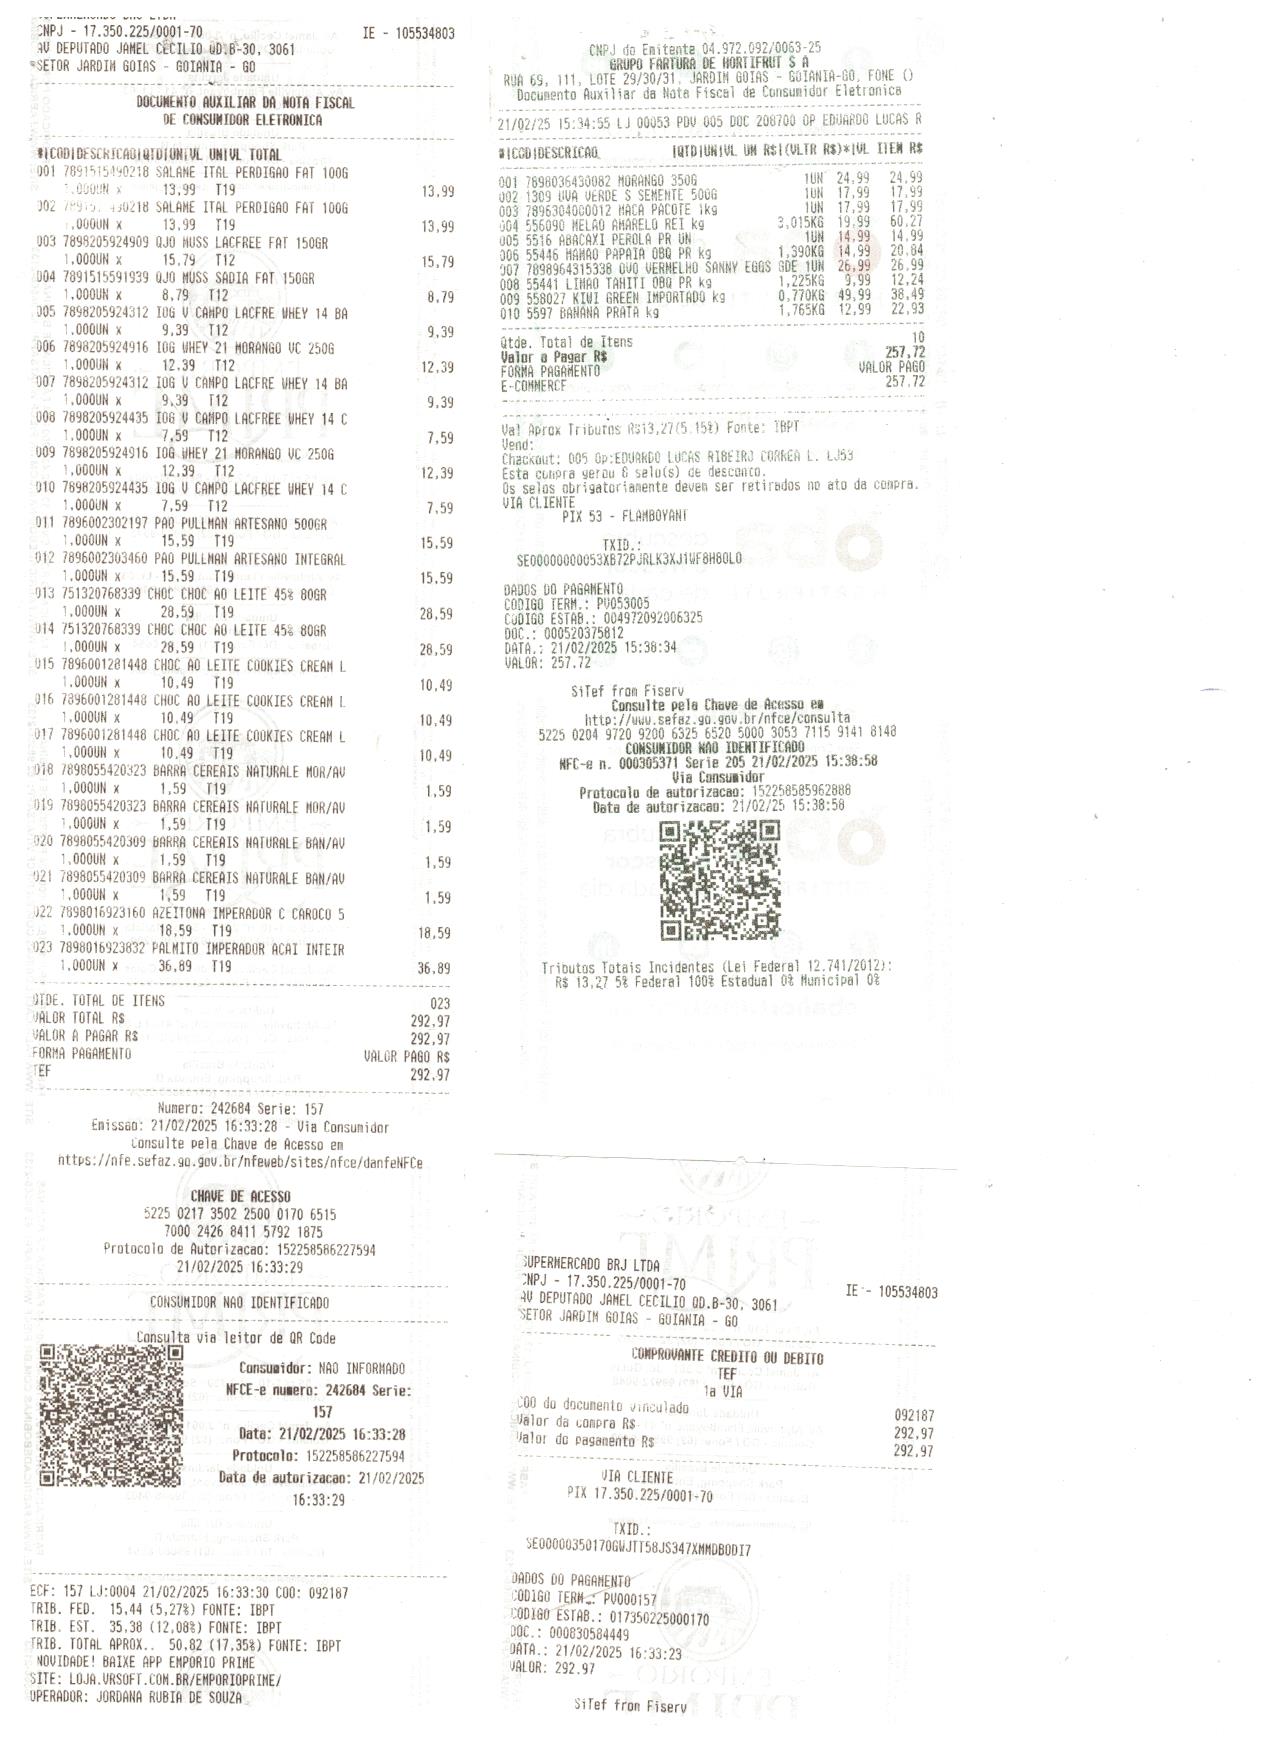 CNPJ - 17.350.225/0001-70 IE - 105534803
AV DEPUTADO JAMEL CECILIO QD.B-30, 3061
SETOR JARDIM GOIAS - GOIANIA - GO
DOCUMENTO AUXILIAR DA NOTA FISCAL
DE CONSUMIDOR ELETRONICA
#|COD|DESCRICAO|QTD|UN|VL UN|VL TOTAL
001 7891515490218 SALAME ITAL PERDIGAO FAT 100G
1,000UN x 13,99 T19 13,99
002 430218 SALAME ITAL PERDIGAO FAT 100G
,000UN x 13,99 T19 13,99
003 7898205924909 QJO MUSS LACFREE FAT 150GR
1,000UN x 15,79 T12 15,79
004 7891515591939 QJO MUSS SADIA FAT 150GR
1,000UN x 8,79 T12 8,79
005 7898205924312 IOG V CAMPO LACFRE WHEY 14 BA
1,000UN x 9,39 T12 9,39
006 7898205924916 IOG WHEY 21 MORANGO VC 250G
1,000UN x 12,39 T12 12,39
007 7898205924312 IOG V CAMPO LACFRE WHEY 14 BA
1,000UN x 9,39 T12 9,39
008 7898205924435 IOG V CAMPO LACFREE WHEY 14 C
1,000UN x 7,59 T12 7,59
009 7898205924916 IOG WHEY 21 MORANGO VC 250G
1,000UN x 12,39 T12 12,39
010 7898205924435 IOG V CAMPO LACFREE WHEY 14 C
1,000UN x 7,59 T12 7,59
011 7896002302197 PAO PULLMAN ARTESANO 500GR
1,000UN x 15,59 T19 15,59
012 7896002303460 PAO PULLMAN ARTESANO INTEGRAL
1,000UN x 15,59 T19 15,59
013 751320768339 CHOC CHOC AO LEITE 45% 80GR
1,000UN x 28,59 T19 28,59
014 751320768339 CHOC CHOC AO LEITE 45% 80GR
1,000UN x 28,59 T19 28,59
015 7896001281448 CHOC AO LEITE COOKIES CREAM L
1,000UN x 10,49 T19 10,49
016 7896001281448 CHOC AO LEITE COOKIES CREAM L
1,000UN x 10,49 T19 10,49
017 7896001281448 CHOC AO LEITE COOKIES CREAM L
1,000UN x 10,49 T19 10,49
018 7898055420323 BARRA CEREAIS NATURALE MOR/AV
1,000UN x 1,59 T19 1,59
019 7898055420323 BARRA CEREAIS NATURALE MOR/AV
1,000UN x 1,59 T19 1,59
020 7898055420309 BARRA CEREAIS NATURALE BAN/AV
1,000UN x 1,59 T19 1,59
021 7898055420309 BARRA CEREAIS NATURALE BAN/AV
1,000UN x 1,59 T19 1,59
022 7898016923160 AZEITONA IMPERADOR C CAROCO 5
1,000UN x 18,59 T19 18,59
023 7898016923832 PALMITO IMPERADOR ACAI INTEIR
1,000UN x 36,89 T19 36,89
QTDE. TOTAL DE ITENS 023
VALOR TOTAL R$ 292,97
VALOR A PAGAR R$ 292,97
FORMA PAGAMENTO VALOR PAGO R$
TEF 292,97
Numero: 242684 Serie: 157
Emissao: 21/02/2025 16:33:28 - Via Consumidor
Consulte pela Chave de Acesso em
https://nfe.sefaz.go.gov.br/nfeweb/sites/nfce/danfeNFCe
CHAVE DE ACESSO
5225 0217 3502 2500 0170 6515
7000 2426 8411 5792 1875
Protocolo de Autorizacao: 152258586227594
21/02/2025 16:33:29
CONSUMIDOR NAO IDENTIFICADO
Consulta via leitor de QR Code
Consumidor: NAO INFORMADO
NFCE-e numero: 242684 Serie:
157
Data: 21/02/2025 16:33:28
Protocolo: 152258586227594
Data de autorizacao: 21/02/2025
16:33:29
ECF: 157 LJ:0004 21/02/2025 16:33:30 COO: 092187
TRIB. FED. 15,44 (5,27%) FONTE: IBPT
TRIB. EST. 35,38 (12,08%) FONTE: IBPT
TRIB. TOTAL APROX.. 50,82 (17,35%) FONTE: IBPT
NOVIDADE! BAIXE APP EMPORIO PRIME
SITE: LOJA.VRSOFT.COM.BR/EMPORIOPRIME/
OPERADOR: JORDANA RUBIA DE SOUZA
CNPJ do Emitente 04.972.092/0063-25
GRUPO FARTURA DE HORTIFRUT S A
RUA 69, 111, LOTE 29/30/31, JARDIM GOIAS - GOIANIA-GO, FONE ()
Documento Auxiliar da Nota Fiscal de Consumidor Eletronica
21/02/25 15:34:55 LJ 00053 PDV 005 DOC 208700 OP EDUARDO LUCAS R
#|COD|DESCRICAO |QTD|UN|VL UN R$|(VLTR R$)*|VL ITEM R$
001 7898036430082 MORANGO 350G 1UN 24,99 24,99
002 1309 UVA VERDE S SEMENTE 500G 1UN 17,99 17,99
003 7896304000012 MACA PACOTE 1kg 1UN 17,99 17,99
004 556090 MELAO AMARELO REI kg 3,015KG 19,99 60,27
005 5516 ABACAXI PEROLA PR UN 1UN 14,99 14,99
006 55446 MAMAO PAPAIA OBQ PR kg 1,390KG 14,99 20,84
007 7898964315338 OVO VERMELHO SANNY EGGS GDE 1UN 26,99 26,99
008 55441 LIMAO TAHITI OBQ PR kg 1,225KG 9,99 12,24
009 558027 KIWI GREEN IMPORTADO kg 0,770KG 49,99 38,49
010 5597 BANANA PRATA kg 1,765KG 12,99 22,93
Qtde. Total de Itens 10
Valor a Pagar R$ 257,72
FORMA PAGAMENTO VALOR PAGO
E-COMMERCE 257,72
Val Aprox Tributos R$13,27(5.15%) Fonte: IBPT
Vend:
Checkout: 005 Op:EDUARDO LUCAS RIBEIRO CORREA L. LJ53
Esta compra gerou 8 selo(s) de desconto.
Os selos obrigatoriamente devem ser retirados no ato da compra.
VIA CLIENTE
PIX 53 - FLAMBOYANT
TXID.:
SE00000000053XB72PJRLK3XJ1WF8H80L0
DADOS DO PAGAMENTO
CODIGO TERM.: PV053005
CODIGO ESTAB.: 004972092006325
DOC.: 000520375812
DATA.: 21/02/2025 15:38:34
VALOR: 257,72
SiTef from Fiserv
Consulte pela Chave de Acesso em
http://www.sefaz.go.gov.br/nfce/consulta
5225 0204 9720 9200 6325 6520 5000 3053 7115 9141 8148
CONSUMIDOR NAO IDENTIFICADO
NFC-e n. 000305371 Serie 205 21/02/2025 15:38:58
Via Consumidor
Protocolo de autorizacao: 152258585962888
Data de autorizacao: 21/02/25 15:38:58
Tributos Totais Incidentes (Lei Federal 12.741/2012):
R$ 13,27 5% Federal 100% Estadual 0% Municipal 0%
SUPERMERCADO BRJ LTDA
CNPJ - 17.350.225/0001-70 IE - 105534803
AV DEPUTADO JAMEL CECILIO QD.B-30, 3061
SETOR JARDIM GOIAS - GOIANIA - GO
COMPROVANTE CREDITO OU DEBITO
TEF
1a VIA
COO do documento vinculado 092187
Valor da compra R$ 292,97
Valor do pagamento R$ 292,97
VIA CLIENTE
PIX 17.350.225/0001-70
TXID.:
SE00000350170GWJTT58JS347XMMDBODI7
DADOS DO PAGAMENTO
CODIGO TERM.: PV000157
CODIGO ESTAB.: 017350225000170
DOC.: 000830584449
DATA.: 21/02/2025 16:33:23
VALOR: 292,97
SiTef from Fiserv